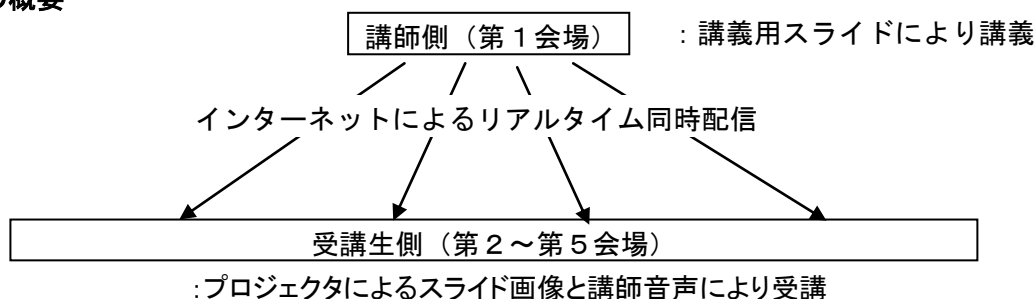 概要
講師側（第１会場） ：講義用スライドにより講義
インターネットによるリアルタイム同時配信
受講生側（第２～第５会場）
：プロジェクタによるスライド画像と講師音声により受講